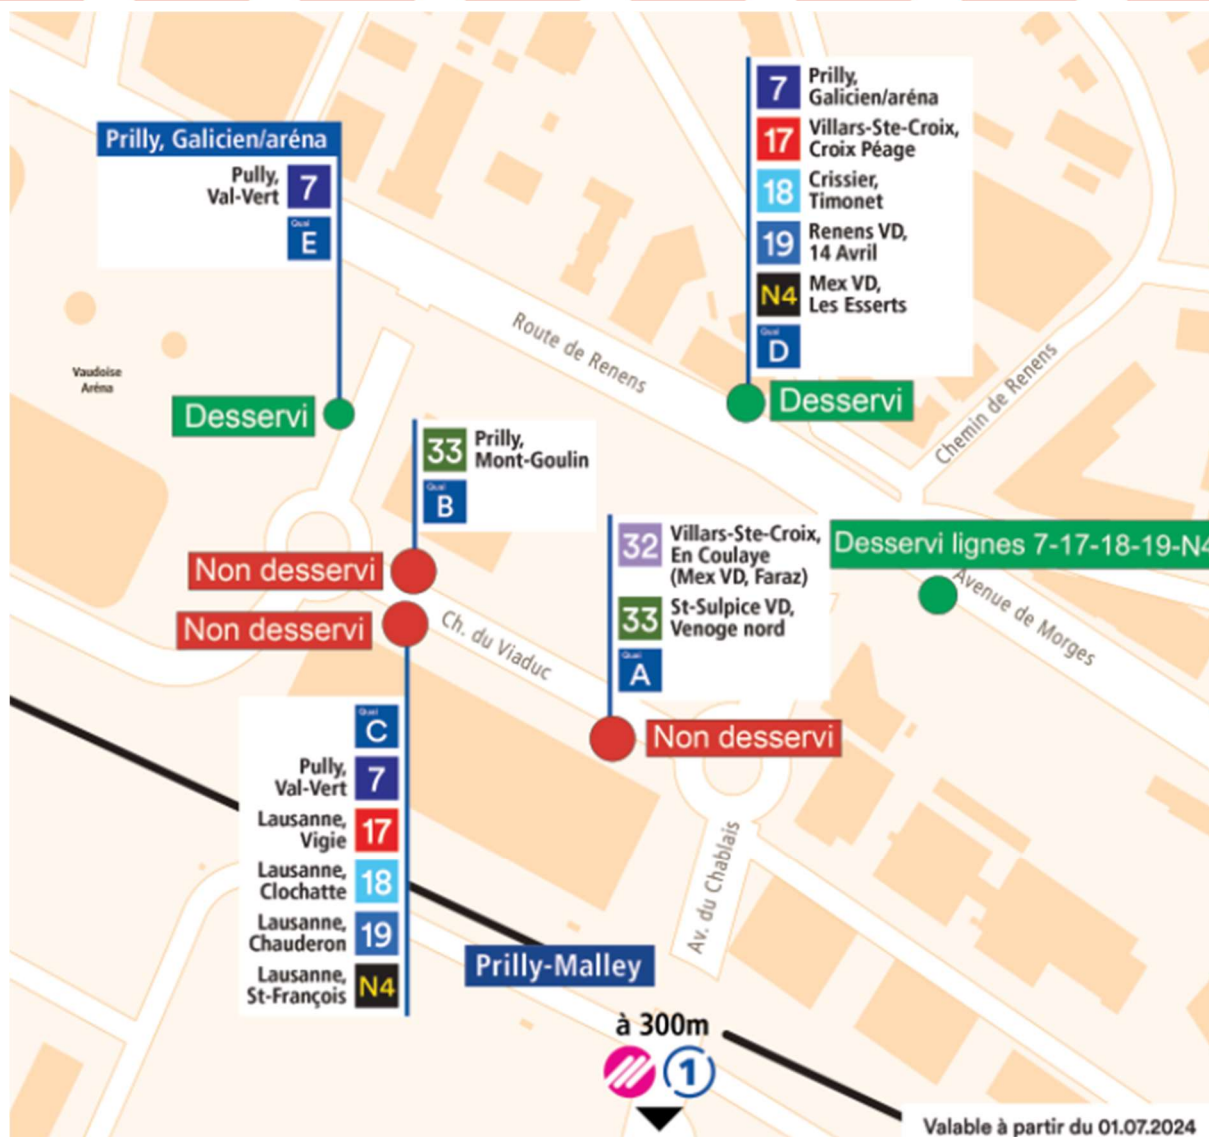 Prilly, Galicien/aréna
Pully,
Val-Vert
7
Quai
E
7
Prilly,
Galicien/aréna
17
Villars-Ste-Croix,
Croix Péage
18
Crissier,
Timonet
19
Renens VD,
14 Avril
N4
Mex VD,
Les Esserts
Quai
D
Route de Renens
Chemin de Renens
Vaudoise
Aréna
Desservi
Desservi
33
Prilly,
Mont-Goulin
Quai
B
Non desservi
Non desservi
32
Villars-Ste-Croix,
En Coulaye
(Mex VD, Faraz)
33
St-Sulpice VD,
Venoge nord
Quai
A
Desservi lignes 7-17-18-19-N4
Avenue de Morges
Ch. du Viaduc
Non desservi
Quai
C
Pully,
Val-Vert
7
Lausanne,
Vigie
17
Lausanne,
Clochatte
18
Lausanne,
Chauderon
19
Lausanne,
St-François
N4
Av. du Chablais
Prilly-Malley
à 300m
1
Valable à partir du 01.07.2024